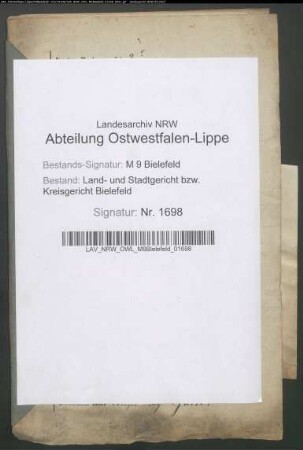 Landesarchiv NRW
Abteilung Ostwestfalen-Lippe
Bestands-Signatur: M 9 Bielefeld
Bestand: Land- und Stadtgericht bzw.
Kreisgericht Bielefeld
Signatur: Nr. 1698
LAV_NRW_OWL_M9Bielefeld_01698